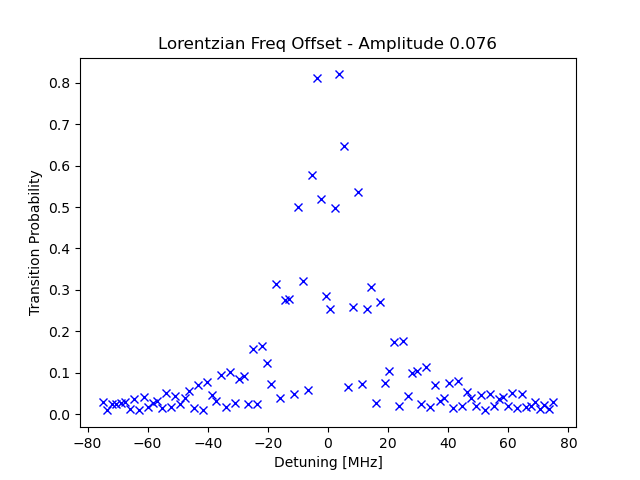 Lorentzian Freq Offset - Amplitude 0.076
Transition Probability
0.8
0.7
0.6
0.5
0.4
0.3
0.2
0.1
0.0
−80 −60 −40 −20 0 20 40 60 80
Detuning [MHz]